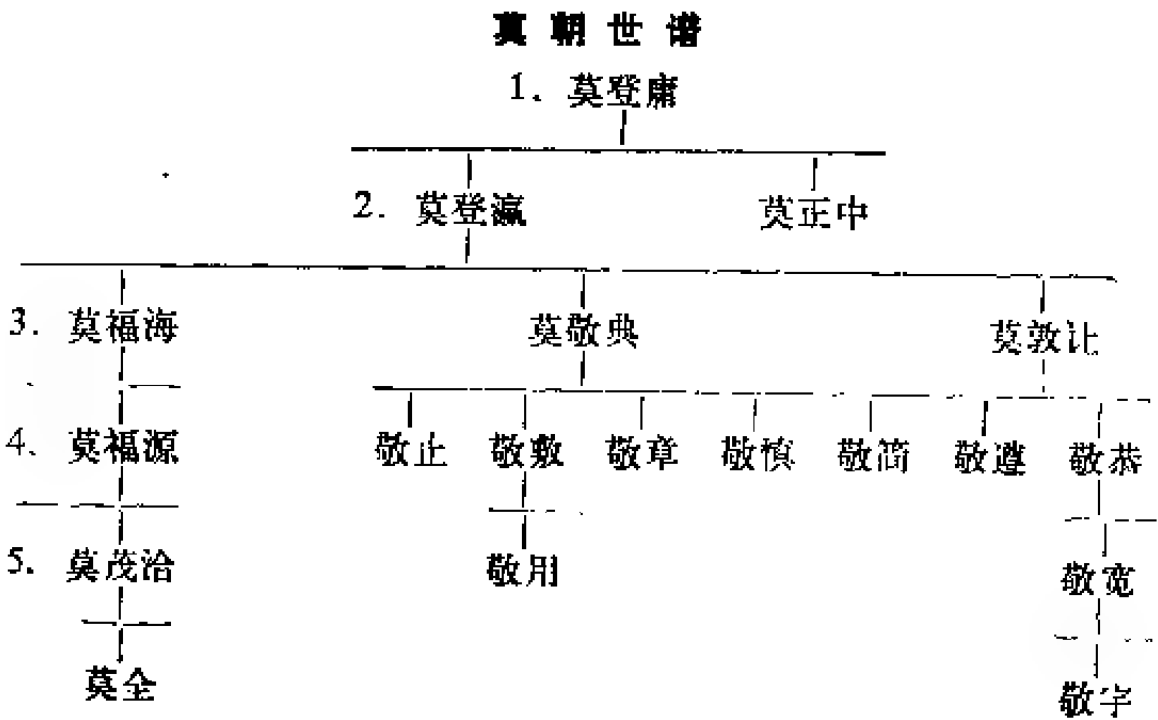 莫朝世谱
1. 莫登庸
2. 莫登瀛 莫正中
3. 莫福海 莫敬典 莫敦让
4. 莫福源 敬止 敬敷 敬章 敬慎 敬简 敬遵 敬恭
5. 莫茂洽 敬用 敬宽
莫全 敬宇